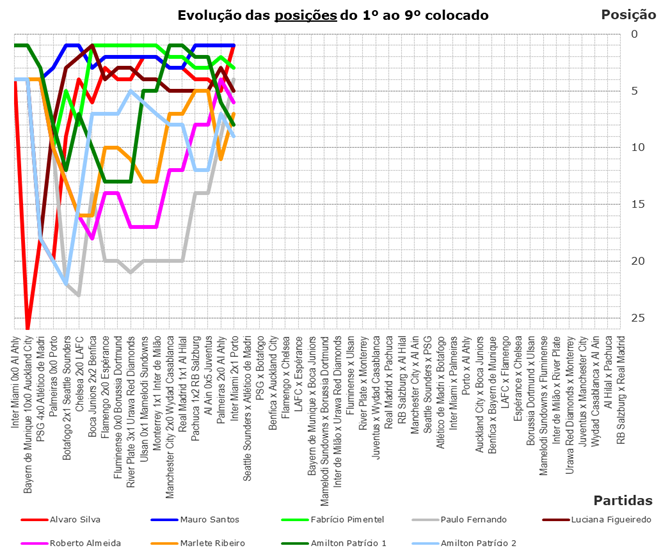 Evolução das posições do 1º ao 9º colocado
Posição
0
5
10
15
20
25
Inter Miami 0x0 Al Ahly
Bayern de Munique 10x0 Auckland City
PSG 4x0 Atlético de Madri
Palmeiras 0x0 Porto
Botafogo 2x1 Seattle Sounders
Chelsea 2x0 LAFC
Boca Juniors 2x2 Benfica
Flamengo 2x0 Espérance
Fluminense 0x0 Borussia Dortmund
River Plate 3x1 Urawa Red Diamonds
Ulsan 0x1 Mamelodi Sundowns
Monterrey 1x1 Inter de Milão
Manchester City 2x0 Wydad Casablanca
Real Madrid 1x1 Al Hilal
Pachuca 1x2 RB Salzburg
Al Ain 0x5 Juventus
Palmeiras 2x0 Al Ahly
Inter Miami 2x1 Porto
Seattle Sounders x Atlético de Madri
PSG x Botafogo
Benfica x Auckland City
Flamengo x Chelsea
LAFC x Espérance
Bayern de Munique x Boca Juniors
Mamelodi Sundowns x Borussia Dortmund
Inter de Milão x Urawa Red Diamonds
Fluminense x Ulsan
River Plate x Monterrey
Juventus x Wydad Casablanca
Real Madrid x Pachuca
RB Salzburg x Al Hilal
Manchester City x Al Ain
Seattle Sounders x PSG
Atlético de Madri x Botafogo
Inter Miami x Palmeiras
Porto x Al Ahly
Auckland City x Boca Juniors
Benfica x Bayern de Munique
LAFC x Flamengo
Espérance x Chelsea
Borussia Dortmund x Ulsan
Mamelodi Sundowns x Fluminense
Inter de Milão x River Plate
Urawa Red Diamonds x Monterrey
Juventus x Manchester City
Wydad Casablanca x Al Ain
Al Hilal x Pachuca
RB Salzburg x Real Madrid
Partidas
Alvaro Silva
Mauro Santos
Fabrício Pimentel
Paulo Fernando
Luciana Figueiredo
Roberto Almeida
Marlete Ribeiro
Amilton Patrício 1
Amilton Patrício 2